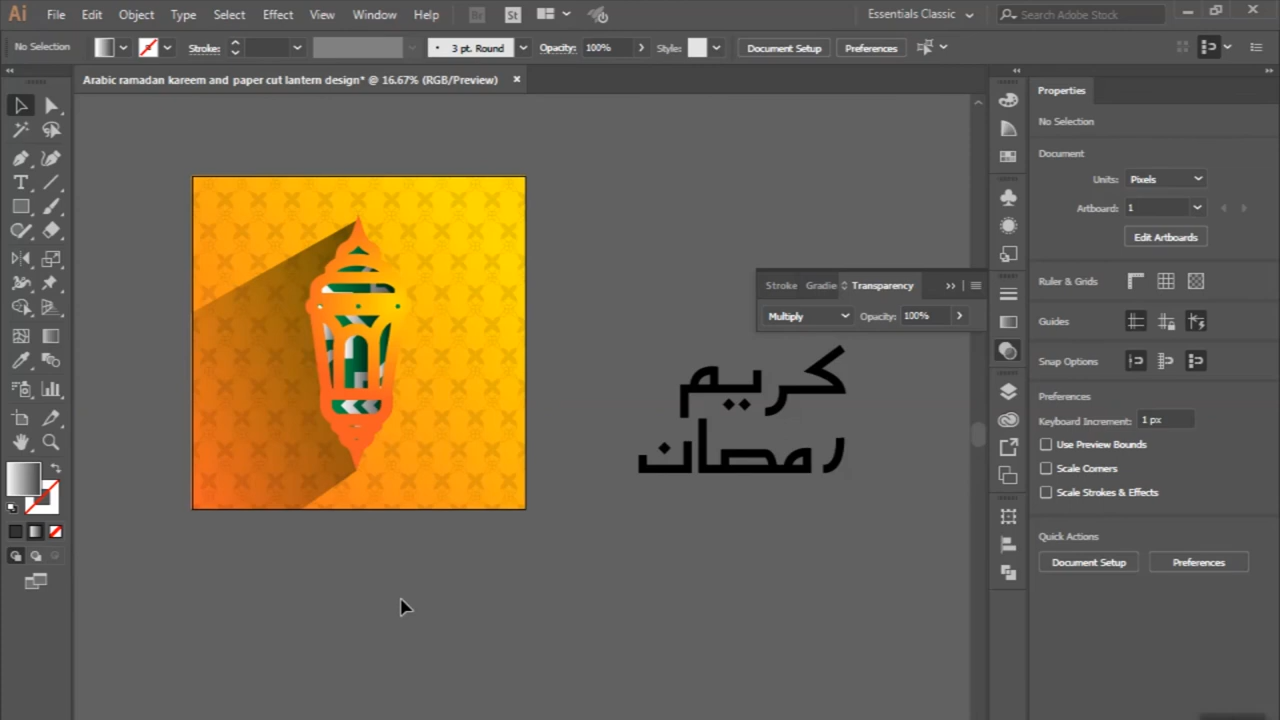 Ai File Edit Object Type Select Effect View Window Help Br St Essentials Classic Search Adobe Stock
No Selection Stroke: 3 pt. Round Opacity: 100% Style: Document Setup Preferences
Arabic ramadan kareem and paper cut lantern design* @ 16.67% (RGB/Preview)
Stroke Gradie Transparency
Multiply Opacity: 100%
كريم
رمصان
Properties
No Selection
Document
Units: Pixels
Artboard: 1
Edit Artboards
Ruler & Grids
Guides
Snap Options
Preferences
Keyboard Increment: 1 px
Use Preview Bounds
Scale Corners
Scale Strokes & Effects
Quick Actions
Document Setup Preferences